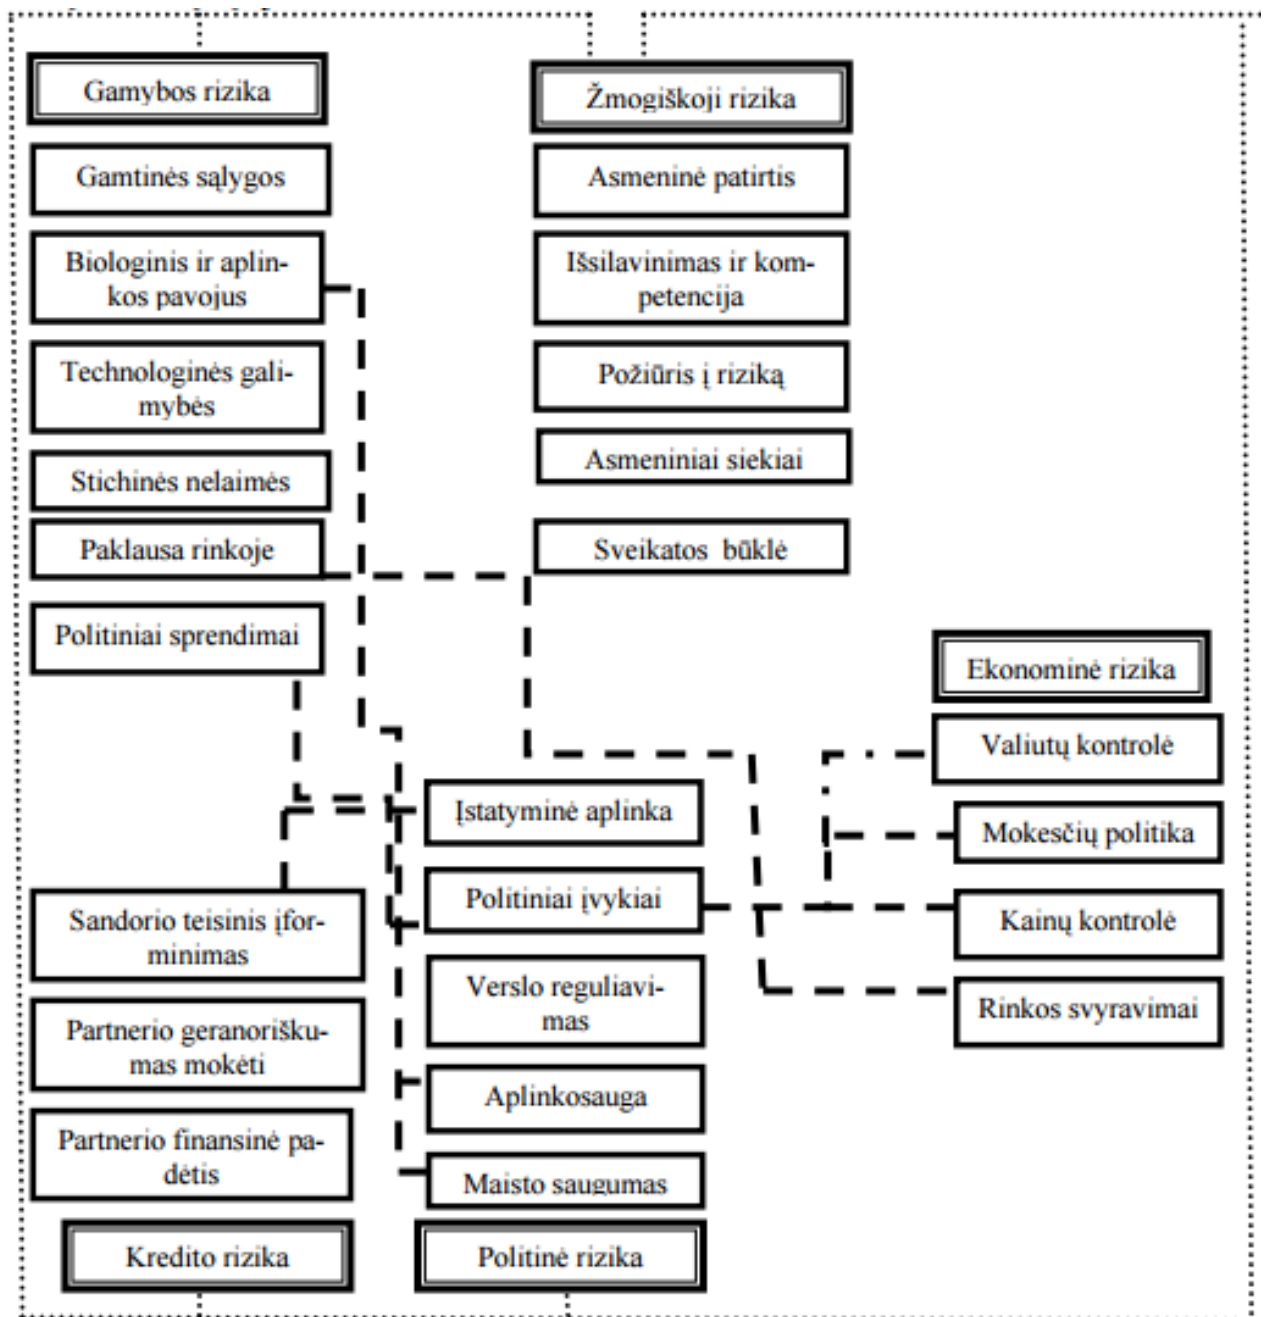 Gamybos rizika
Gamtinės sąlygos
Biologinis ir aplin-
kos pavojus
Technologinės gali-
mybės
Stichinės nelaimės
Paklausa rinkoje
Politiniai sprendimai
Žmogiškoji rizika
Asmeninė patirtis
Išsilavinimas ir kom-
petencija
Požiūris į riziką
Asmeniniai siekiai
Sveikatos būklė
Ekonominė rizika
Valiutų kontrolė
Mokesčių politika
Kainų kontrolė
Rinkos svyravimai
Įstatyminė aplinka
Politiniai įvykiai
Verslo reguliavi-
mas
Aplinkosauga
Maisto saugumas
Politinė rizika
Sandorio teisinis įfor-
minimas
Partnerio geranorišku-
mas mokėti
Partnerio finansinė pa-
dėtis
Kredito rizika